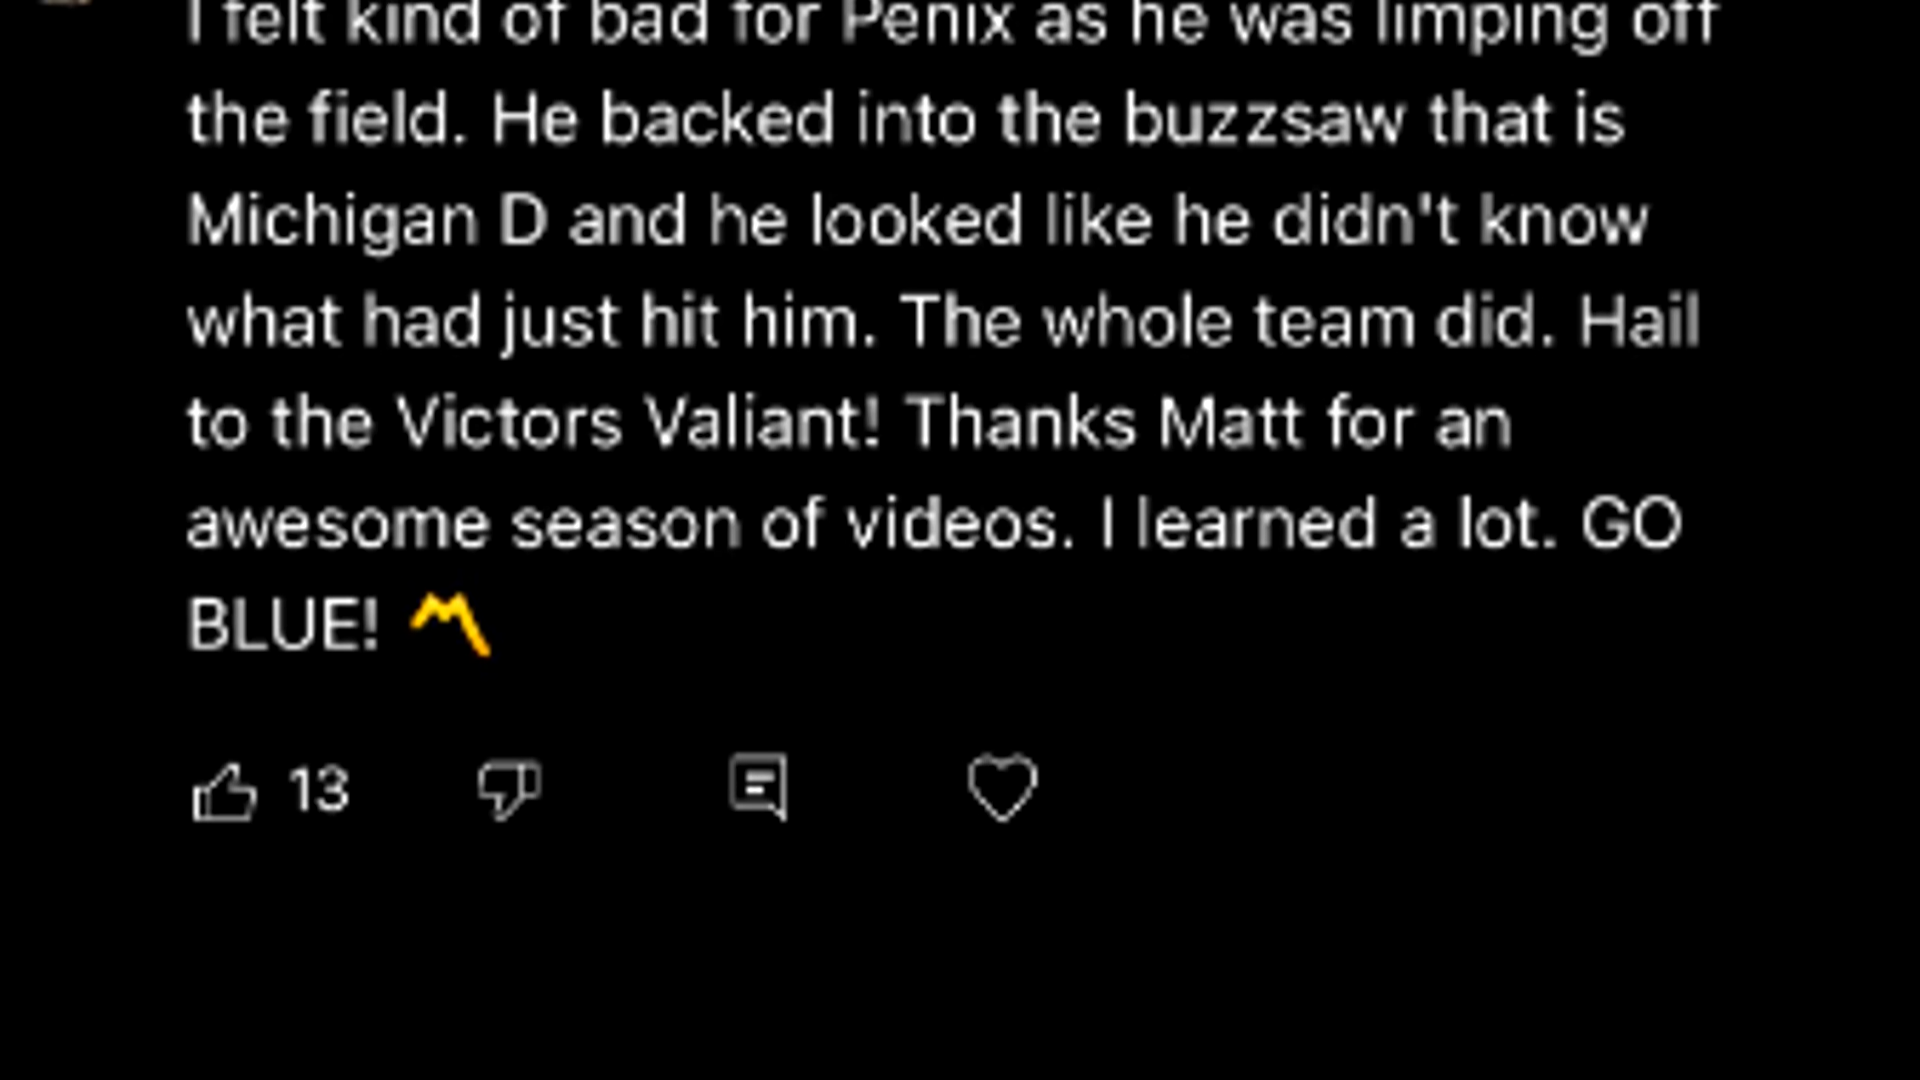 I felt kind of bad for Penix as he was limping off
the field. He backed into the buzzsaw that is
Michigan D and he looked like he didn't know
what had just hit him. The whole team did. Hail
to the Victors Valiant! Thanks Matt for an
awesome season of videos. I learned a lot. GO
BLUE! 〽️
13